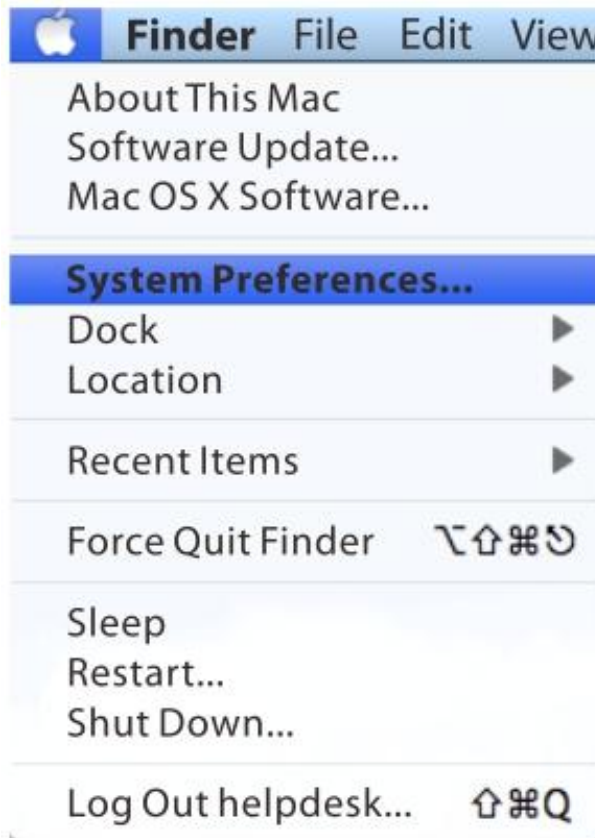 Finder File Edit View
About This Mac
Software Update...
Mac OS X Software...
System Preferences...
Dock
Location
Recent Items
Force Quit Finder ⌥⇧⌘⎋
Sleep
Restart...
Shut Down...
Log Out helpdesk... ⇧⌘Q